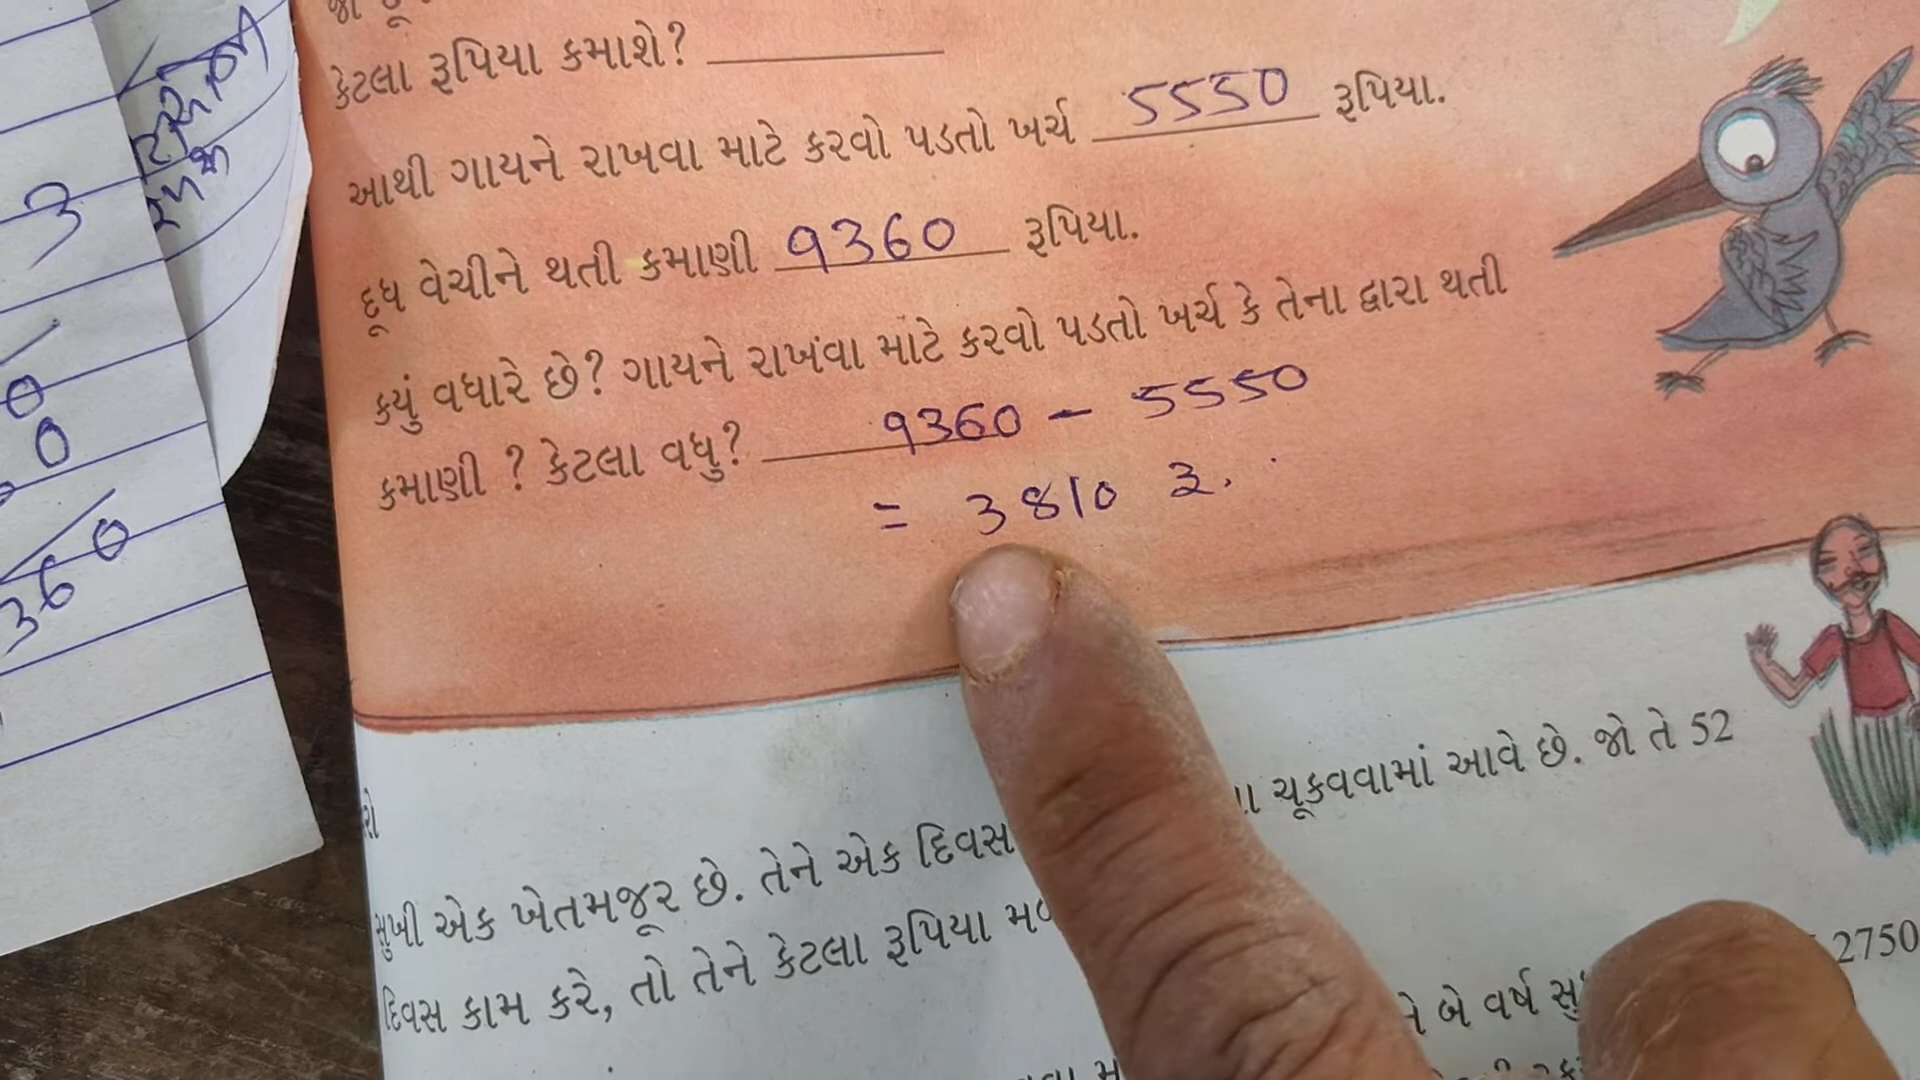 કેટલા રૂપિયા કમાશે?
આથી ગાયને રાખવા માટે કરવો પડતો ખર્ચ 5550 રૂપિયા.
દૂધ વેચીને થતી કમાણી 9360 રૂપિયા.
કયું વધારે છે? ગાયને રાખવા માટે કરવો પડતો ખર્ચ કે તેના દ્વારા થતી
કમાણી ? કેટલા વધુ? 9360 - 5550
= 3810 રૂ.
સુખી એક ખેતમજૂર છે. તેને એક દિવસ ચૂકવવામાં આવે છે. જો તે 52
દિવસ કામ કરે, તો તેને કેટલા રૂપિયા
બે વર્ષ 2750
3
0
0
360